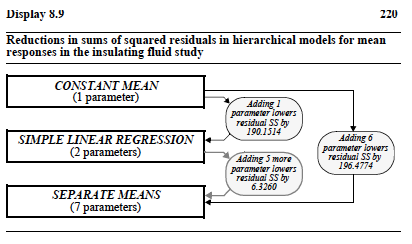 Display 8.9 220
Reductions in sums of squared residuals in hierarchical models for mean
responses in the insulating fluid study
CONSTANT MEAN
(1 parameter)
Adding 1
parameter lowers
residual SS by
190.1514
SIMPLE LINEAR REGRESSION
(2 parameters)
Adding 6
parameter lowers
residual SS by
196.4774
Adding 5 more
parameter lowers
residual SS by
6.3260
SEPARATE MEANS
(7 parameters)